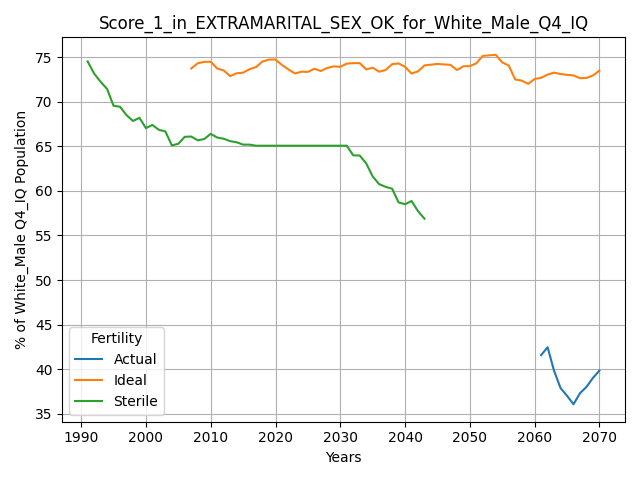 Score_1_in_EXTRAMARITAL_SEX_OK_for_White_Male_Q4_IQ
% of White_Male Q4_IQ Population
75
70
65
60
55
50
45
40
35
Fertility
Actual
Ideal
Sterile
1990 2000 2010 2020 2030 2040 2050 2060 2070
Years